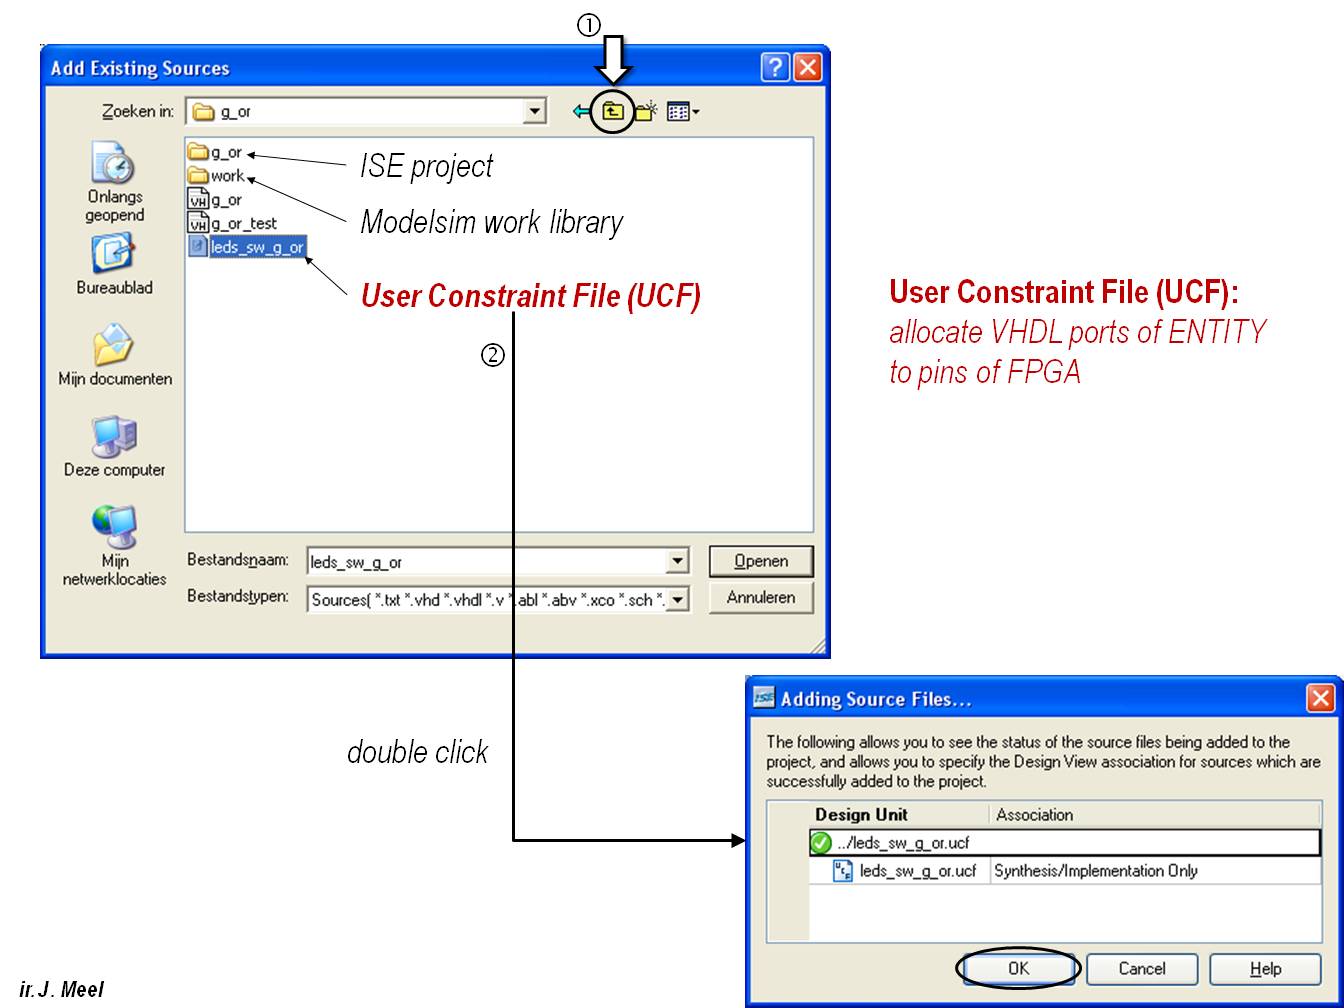 ①
Add Existing Sources
Zoeken in: g_or
g_or
ISE project
work
Modelsim work library
g_or
g_or_test
leds_sw_g_or
User Constraint File (UCF)
②
Onlangs
geopend
Bureaublad
Mijn documenten
Deze computer
Mijn
netwerklocaties
Bestandsnaam: leds_sw_g_or
Openen
Bestandstypen: Sources( *.txt *.vhd *.vhdl *.v *.abl *.abv *.xco *.sch *.
Annuleren
User Constraint File (UCF):
allocate VHDL ports of ENTITY
to pins of FPGA
double click
ISE Adding Source Files...
The following allows you to see the status of the source files being added to the
project, and allows you to specify the Design View association for sources which are
successfully added to the project.
Design Unit Association
../leds_sw_g_or.ucf
leds_sw_g_or.ucf Synthesis/Implementation Only
OK Cancel Help
ir. J. Meel